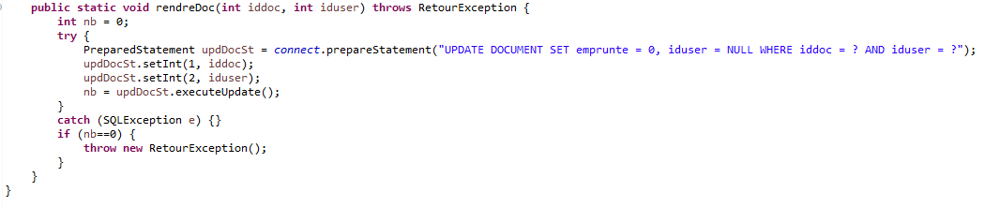 public static void rendreDoc(int iddoc, int iduser) throws RetourException {
int nb = 0;
try {
PreparedStatement updDocSt = connect.prepareStatement("UPDATE DOCUMENT SET emprunte = 0, iduser = NULL WHERE iddoc = ? AND iduser = ?");
updDocSt.setInt(1, iddoc);
updDocSt.setInt(2, iduser);
nb = updDocSt.executeUpdate();
}
catch (SQLException e) {}
if (nb==0) {
throw new RetourException();
}
}
}